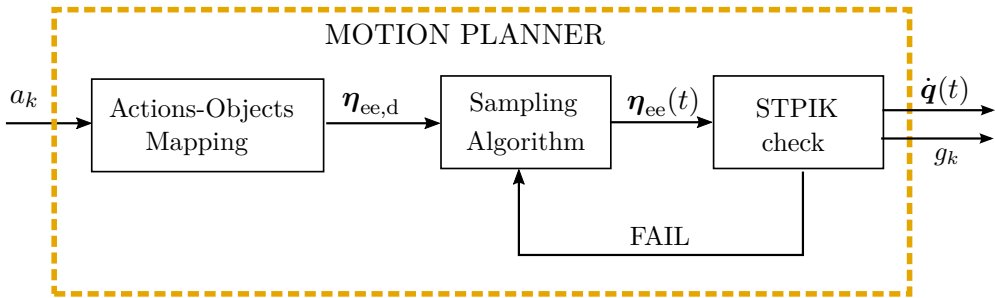 MOTION PLANNER
a_k
Actions-Objects
Mapping
η_ee,d
Sampling
Algorithm
η_ee(t)
STPIK
check
q̇(t)
g_k
FAIL